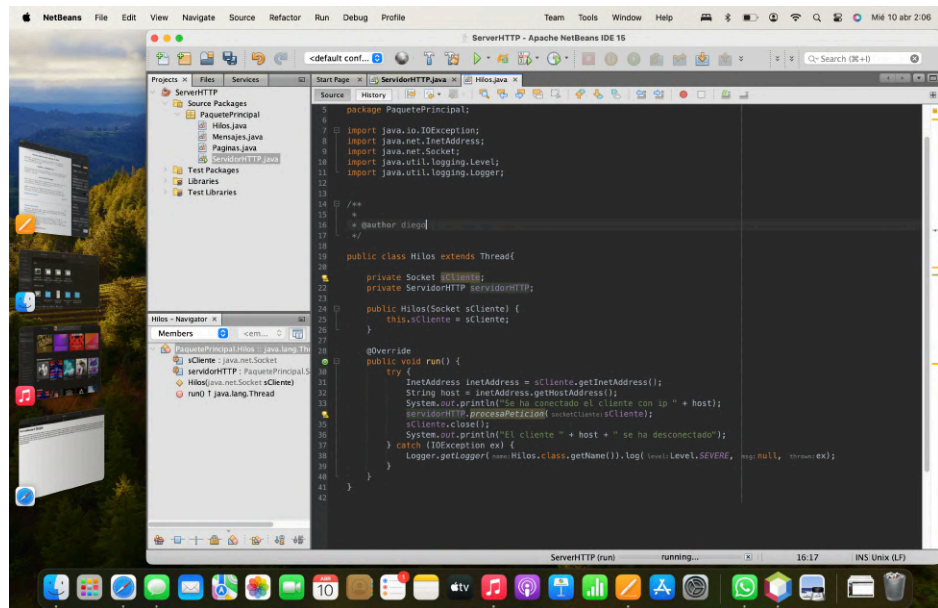 NetBeans File Edit View Navigate Source Refactor Run Debug Profile Team Tools Window Help Mié 10 abr 2:06
ServerHTTP - Apache NetBeans IDE 16
<default conf... Search (⌘+I)
Projects Files Services Start Page ServidorHTTP.java Hilos.java
Source History
ServerHTTP
Source Packages
PaquetePrincipal
Hilos.java
Mensajes.java
Paginas.java
ServidorHTTP.java
Test Packages
Libraries
Test Libraries
Hilos - Navigator
Members <em...
PaquetePrincipal.Hilos :: java.lang.Th
sCliente : java.net.Socket
servidorHTTP : PaquetePrincipal.S
Hilos(java.net.Socket sCliente)
run() ↑ java.lang.Thread
5 package PaquetePrincipal;
6
7 import java.io.IOException;
8 import java.net.InetAddress;
9 import java.net.Socket;
10 import java.util.logging.Level;
11 import java.util.logging.Logger;
12
13
14 /**
15 *
16 * @author diego
17 */
18
19 public class Hilos extends Thread{
20
private Socket sCliente;
22 private ServidorHTTP servidorHTTP;
23
24 public Hilos(Socket sCliente) {
25 this.sCliente = sCliente;
26 }
27
28 @Override
public void run() {
30 try {
31 InetAddress inetAddress = sCliente.getInetAddress();
32 String host = inetAddress.getHostAddress();
33 System.out.println("Se ha conectado el cliente con ip " + host);
servidorHTTP.procesaPeticion( socketCliente: sCliente);
35 sCliente.close();
36 System.out.println("El cliente " + host + " se ha desconectado");
37 } catch (IOException ex) {
38 Logger.getLogger( name: Hilos.class.getName()).log( level: Level.SEVERE, msg: null, thrown: ex);
39 }
40 }
41 }
42
ServerHTTP (run) running... 16:17 INS Unix (LF)
ABR
10
1
tv